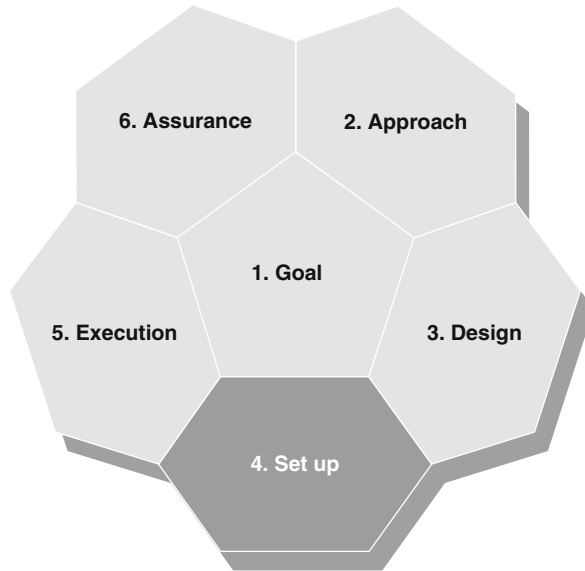 6. Assurance
2. Approach
1. Goal
5. Execution
3. Design
4. Set up